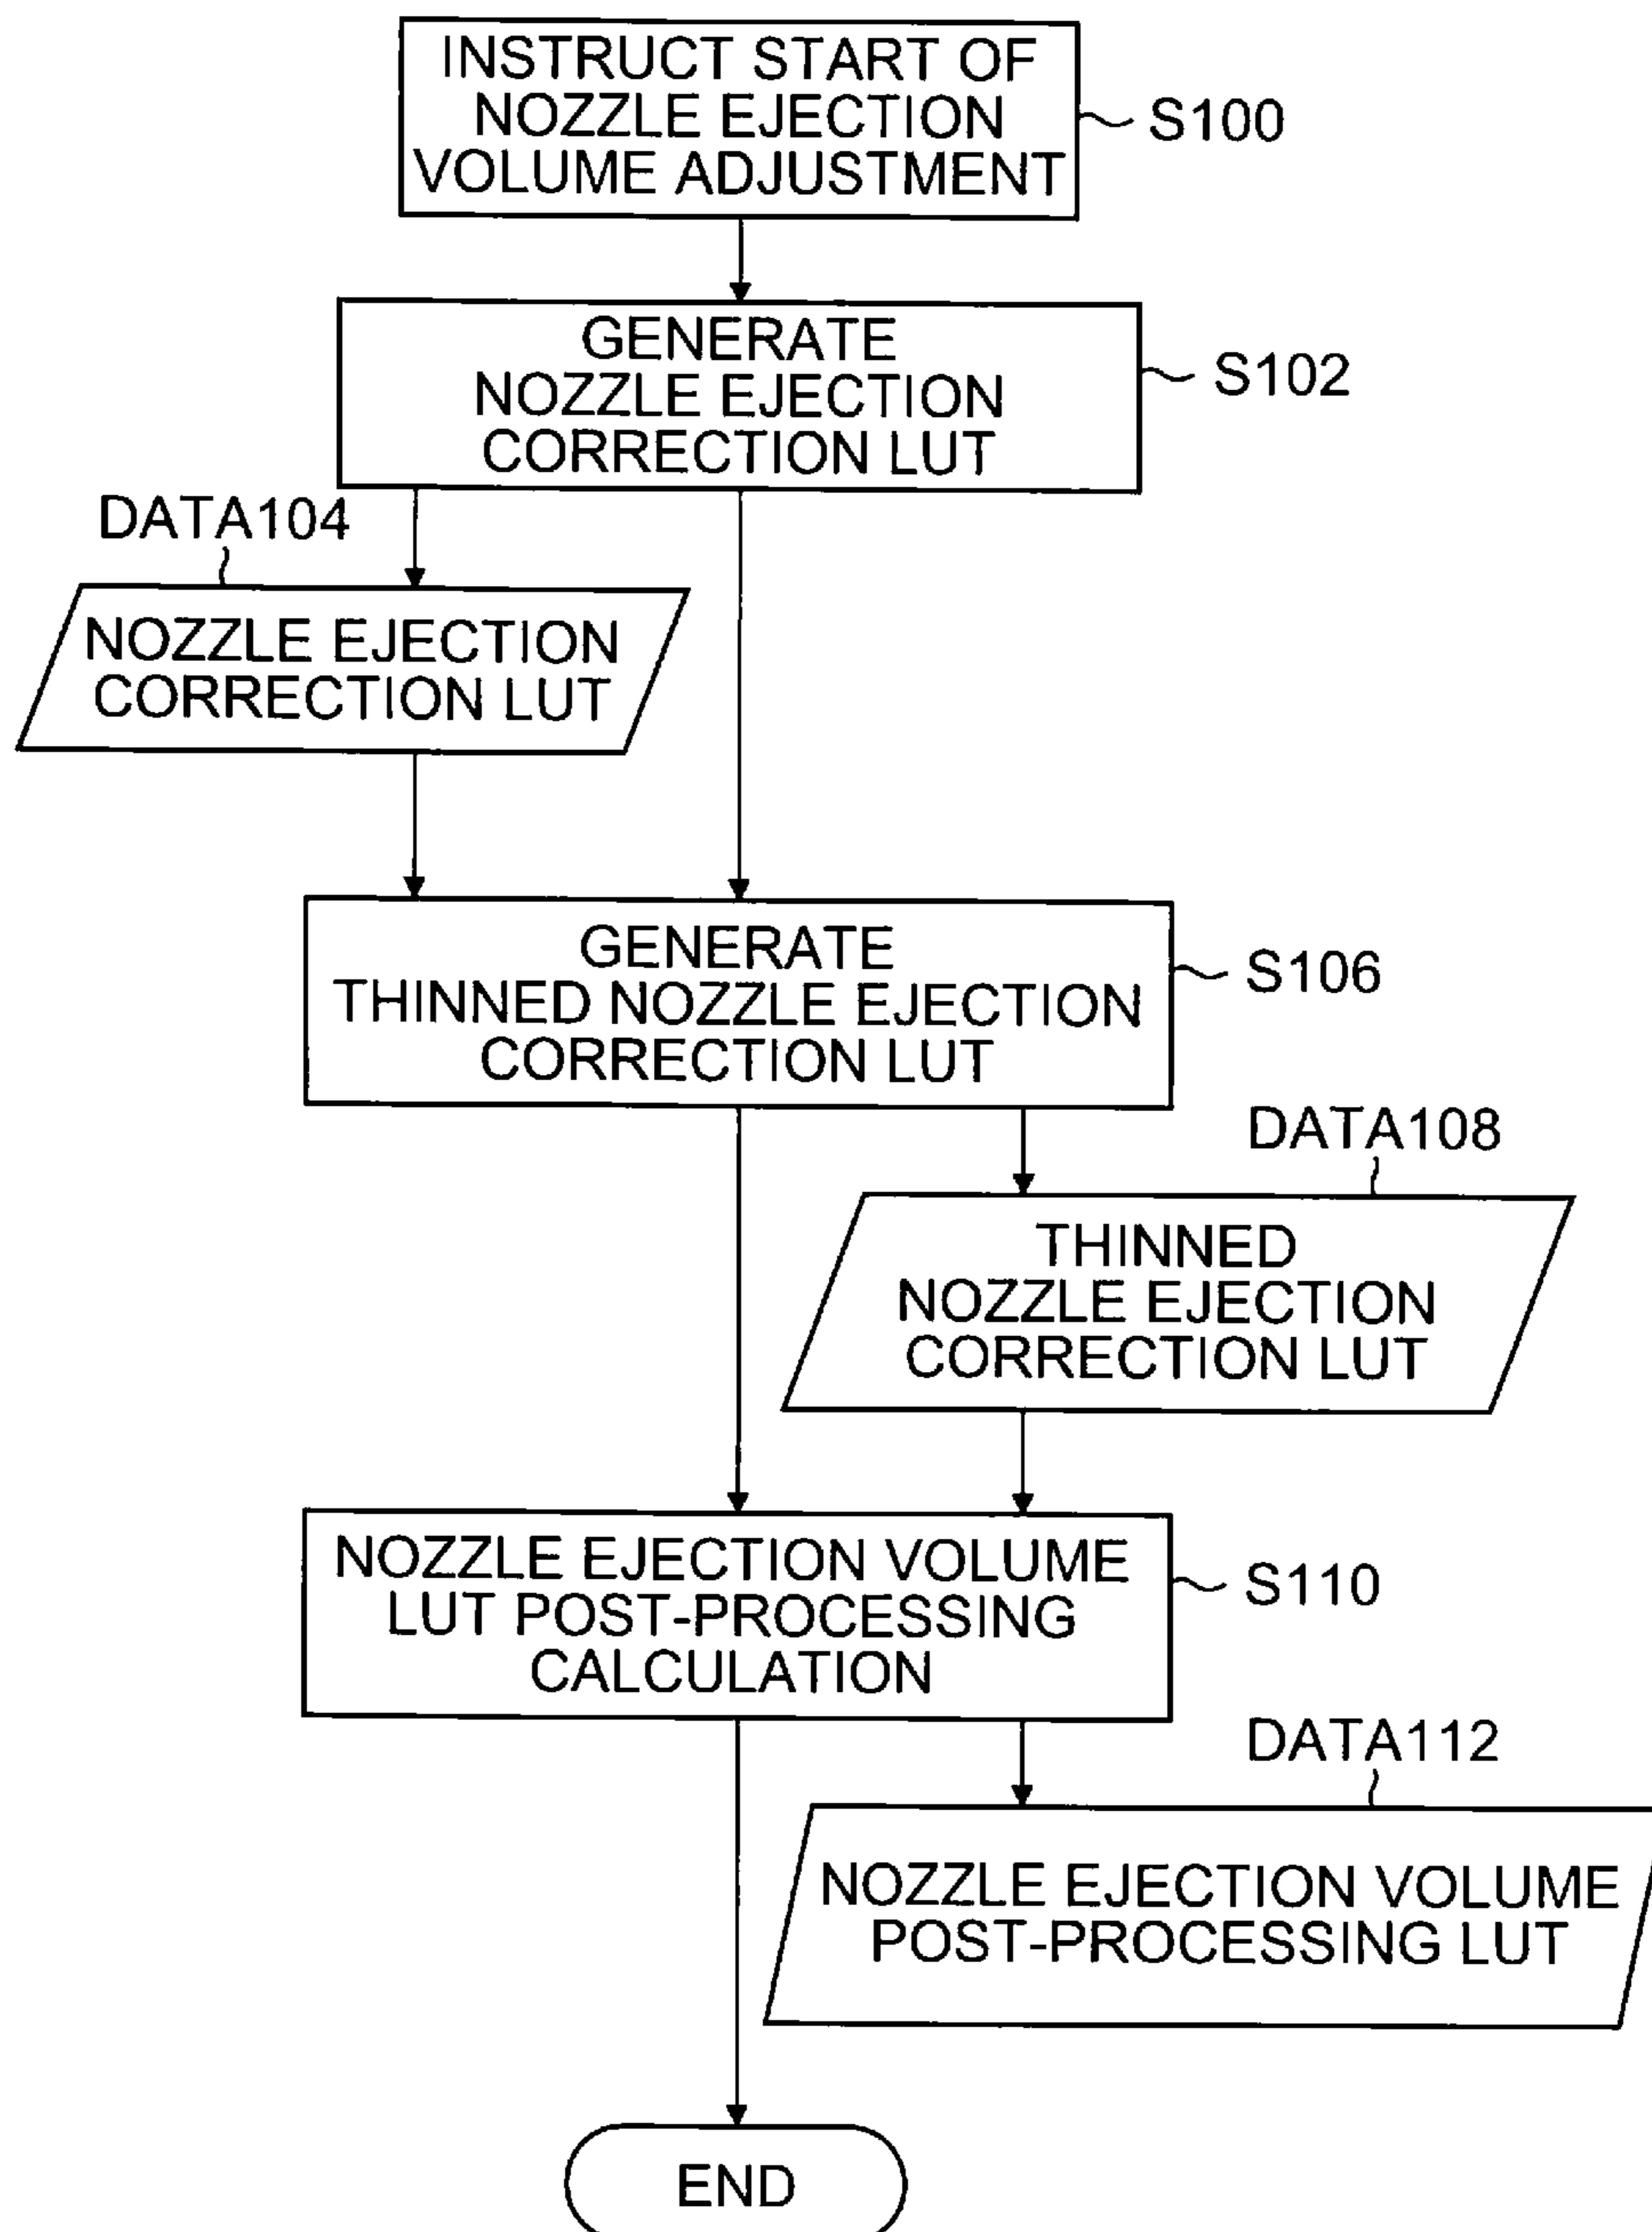 INSTRUCT START OF
NOZZLE EJECTION
VOLUME ADJUSTMENT
S100
GENERATE
NOZZLE EJECTION
CORRECTION LUT
S102
DATA104
NOZZLE EJECTION
CORRECTION LUT
GENERATE
THINNED NOZZLE EJECTION
CORRECTION LUT
S106
DATA108
THINNED
NOZZLE EJECTION
CORRECTION LUT
NOZZLE EJECTION VOLUME
LUT POST-PROCESSING
CALCULATION
S110
DATA112
NOZZLE EJECTION VOLUME
POST-PROCESSING LUT
END